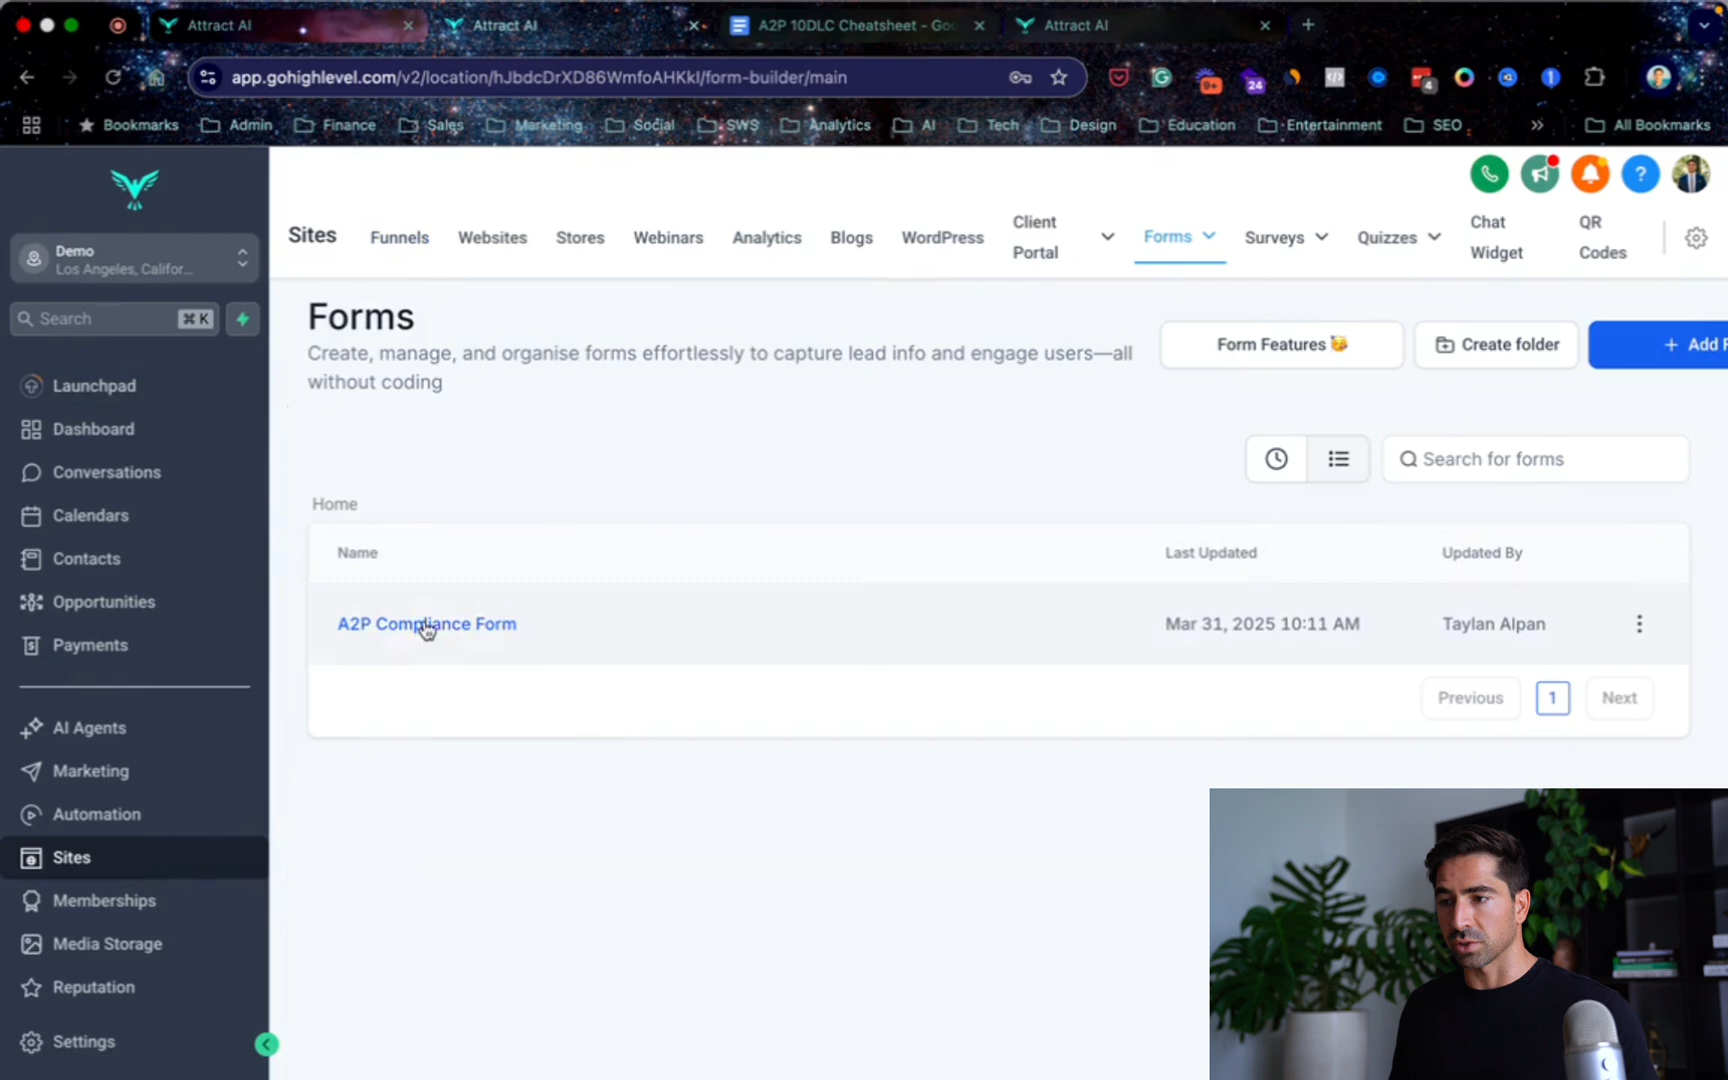 Attract AI
Attract AI
A2P 10DLC Cheatsheet - Goo
Attract AI
app.gohighlevel.com/v2/location/hJbdcDrXD86WmfoAHKkI/form-builder/main
9+
24
4
Bookmarks
Admin
Finance
Sales
Marketing
Social
SWS
Analytics
AI
Tech
Design
Education
Entertainment
SEO
All Bookmarks
Demo
Los Angeles, Califor...
Search
⌘ K
Launchpad
Dashboard
Conversations
Calendars
Contacts
Opportunities
Payments
AI Agents
Marketing
Automation
Sites
Memberships
Media Storage
Reputation
Settings
Sites
Funnels
Websites
Stores
Webinars
Analytics
Blogs
WordPress
Client
Portal
Forms
Surveys
Quizzes
Chat
Widget
QR
Codes
Forms
Create, manage, and organise forms effortlessly to capture lead info and engage users—all
without coding
Form Features 🥳
Create folder
+ Add F
Search for forms
Home
Name
Last Updated
Updated By
A2P Compliance Form
Mar 31, 2025 10:11 AM
Taylan Alpan
Previous
1
Next